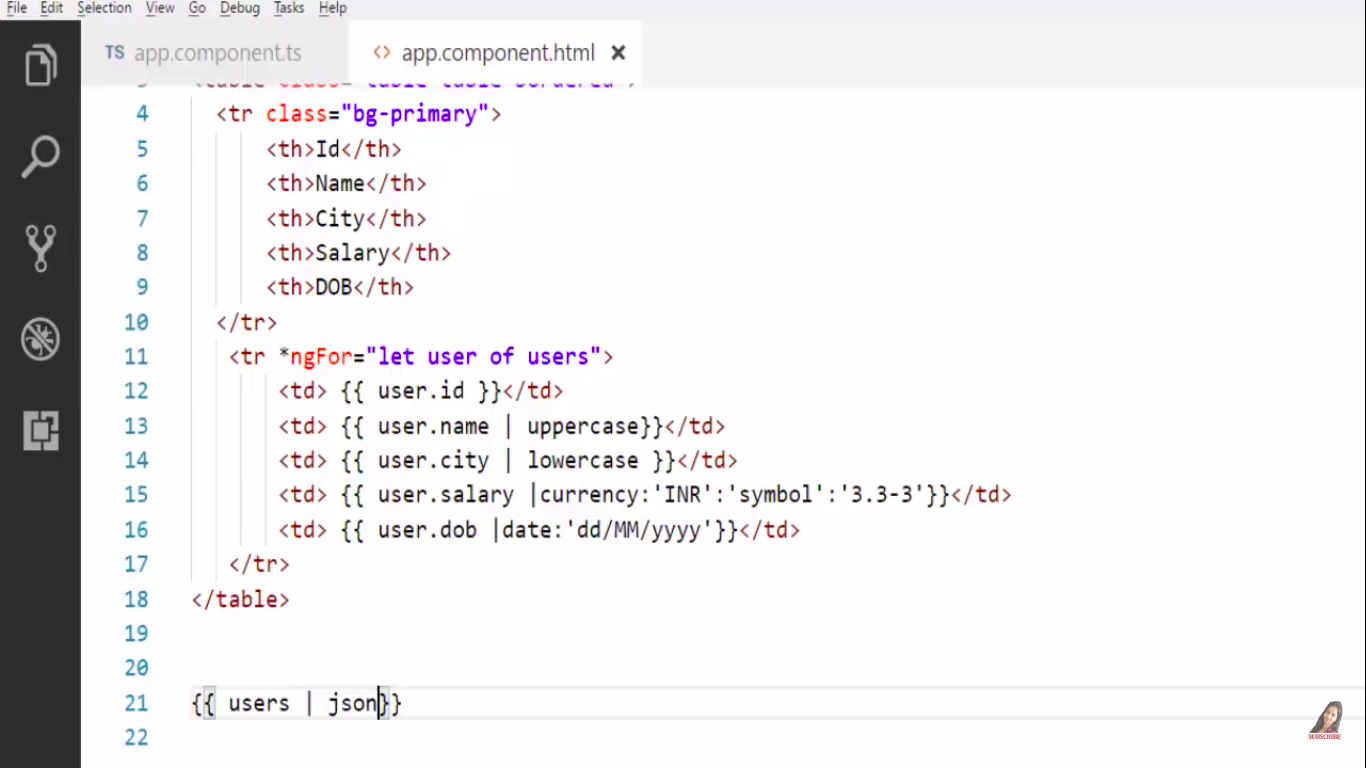 File Edit Selection View Go Debug Tasks Help
TS app.component.ts <> app.component.html ×
4 <tr class="bg-primary">
5 <th>Id</th>
6 <th>Name</th>
7 <th>City</th>
8 <th>Salary</th>
9 <th>DOB</th>
10 </tr>
11 <tr *ngFor="let user of users">
12 <td> {{ user.id }}</td>
13 <td> {{ user.name | uppercase}}</td>
14 <td> {{ user.city | lowercase }}</td>
15 <td> {{ user.salary |currency:'INR':'symbol':'3.3-3'}}</td>
16 <td> {{ user.dob |date:'dd/MM/yyyy'}}</td>
17 </tr>
18 </table>
19
20
21 {{ users | json}}
22
SUBSCRIBE